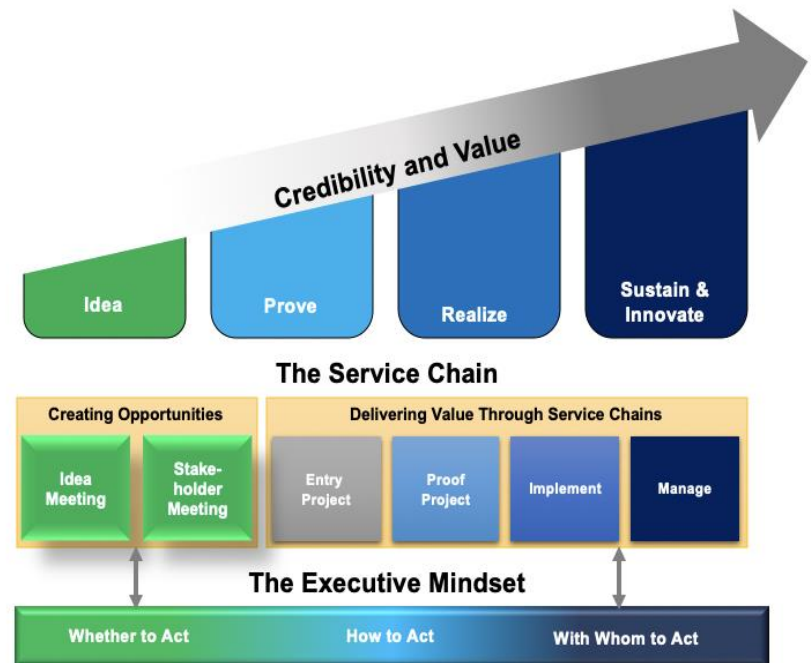 Credibility and Value
Idea
Prove
Realize
Sustain &
Innovate
The Service Chain
Creating Opportunities
Delivering Value Through Service Chains
Idea
Meeting
Stake-
holder
Meeting
Entry
Project
Proof
Project
Implement
Manage
The Executive Mindset
Whether to Act
How to Act
With Whom to Act